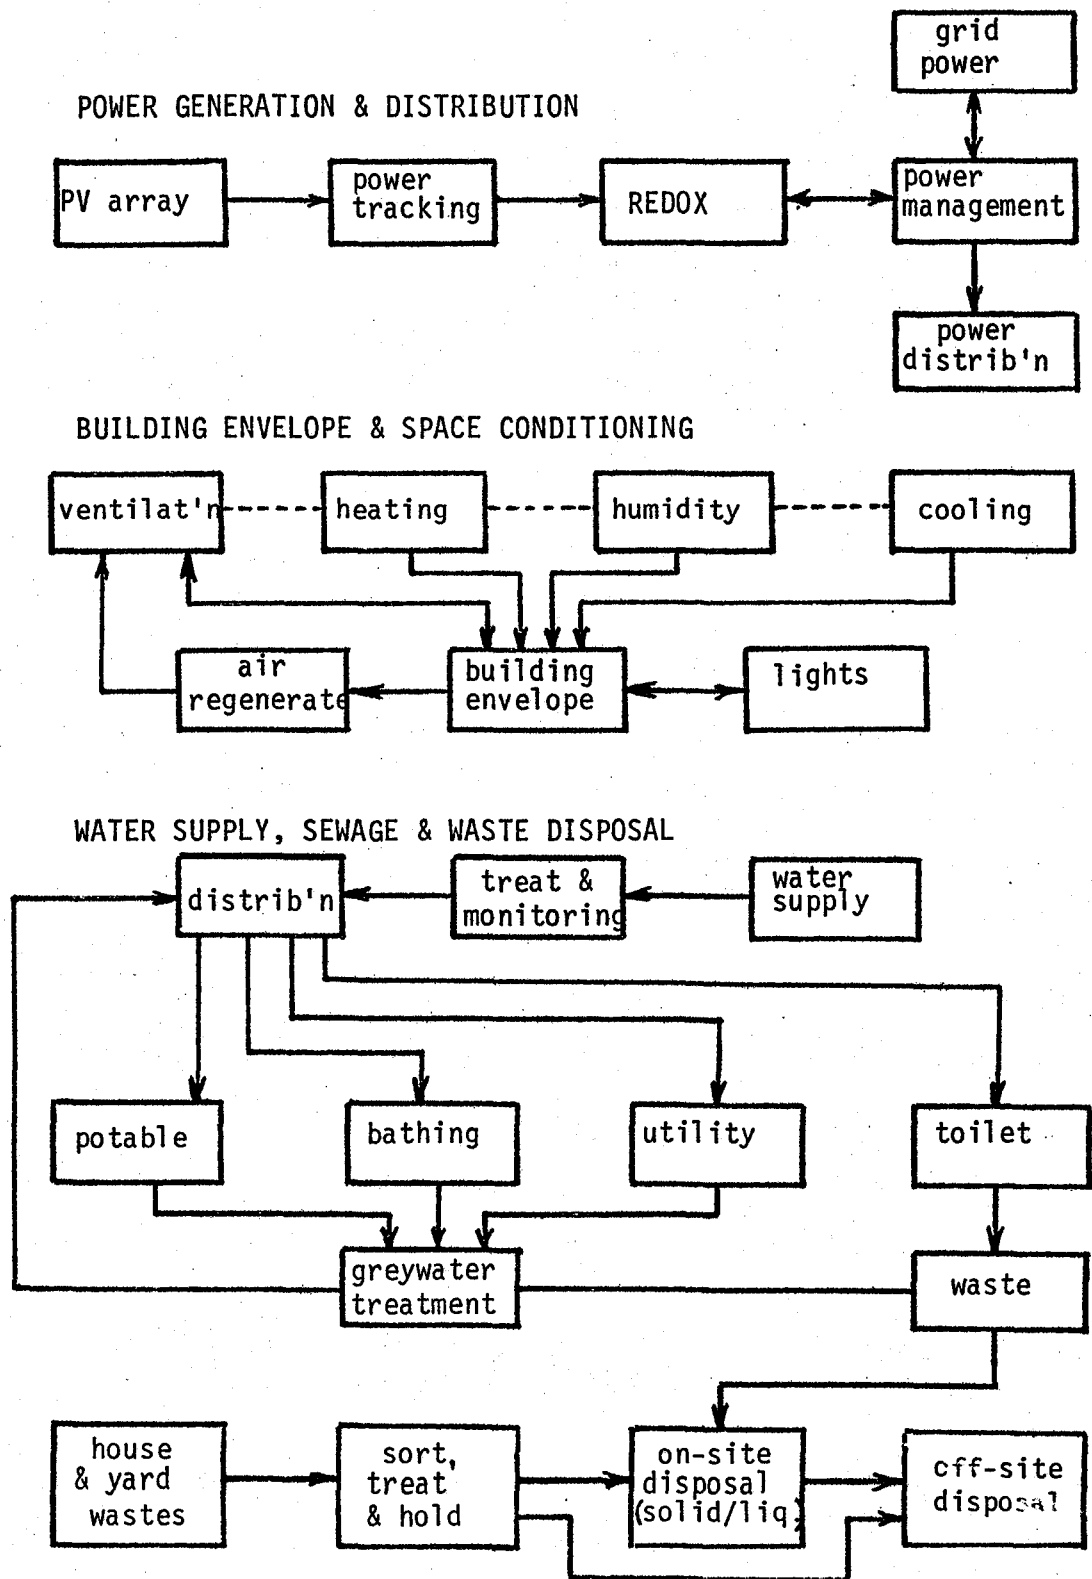 grid
power
POWER GENERATION & DISTRIBUTION
PV array
power
tracking
REDOX
power
management
power
distrib'n
BUILDING ENVELOPE & SPACE CONDITIONING
ventilat'n
heating
humidity
cooling
air
regenerate
building
envelope
lights
WATER SUPPLY, SEWAGE & WASTE DISPOSAL
distrib'n
treat &
monitoring
water
supply
potable
bathing
utility
toilet
greywater
treatment
waste
house
& yard
wastes
sort,
treat
& hold
on-site
disposal
(solid/liq)
cff-site
disposal